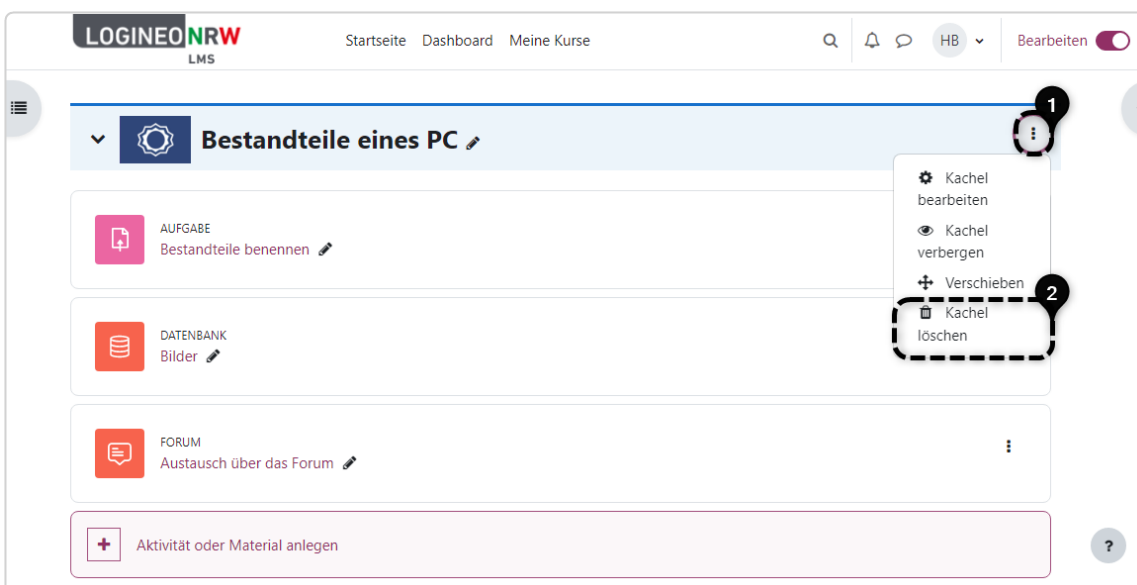 LOGINEO NRW
LMS
Startseite Dashboard Meine Kurse
HB
Bearbeiten
1
Bestandteile eines PC
Kachel
bearbeiten
Kachel
verbergen
Verschieben
2
Kachel
löschen
AUFGABE
Bestandteile benennen
DATENBANK
Bilder
FORUM
Austausch über das Forum
+ Aktivität oder Material anlegen
?